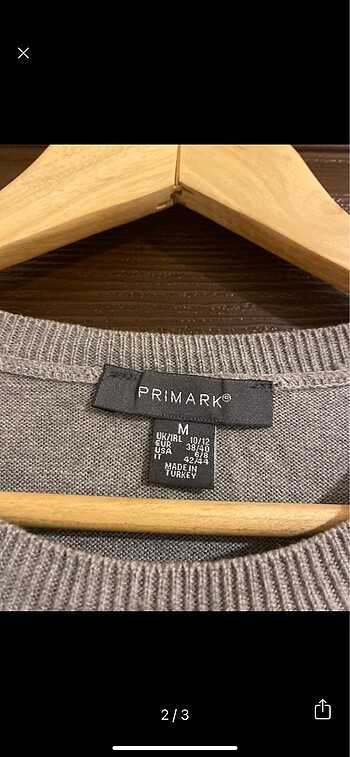 PRIMARK®
M
UK/IRL 10/12
EUR 38/40
USA 6/8
IT 42/44
MADE IN
TURKEY
2/3